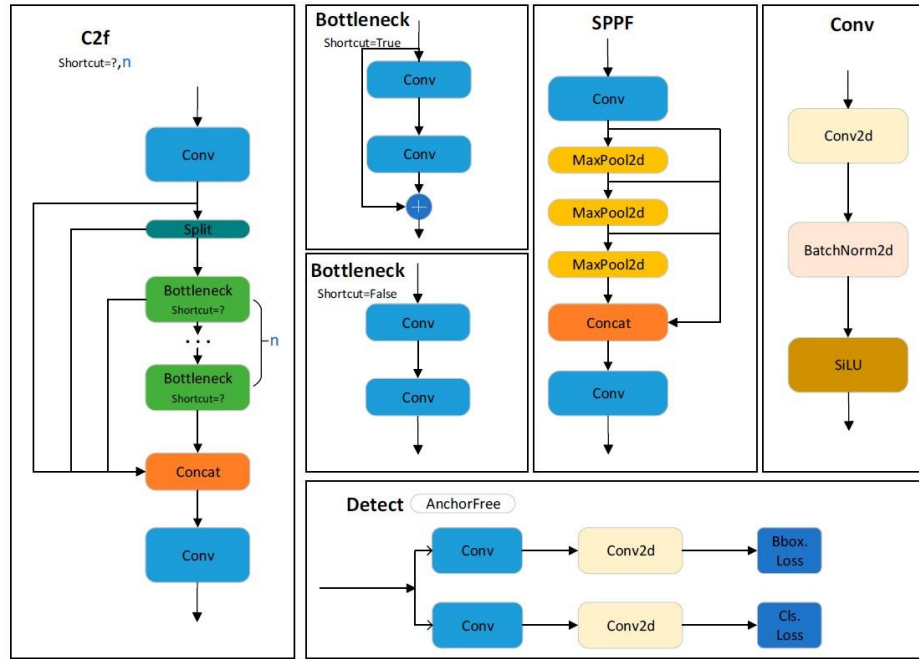 C2f
Shortcut=?,n
Conv
Split
Bottleneck
Shortcut=?
...
n
Bottleneck
Shortcut=?
Concat
Conv
Bottleneck
Shortcut=True
Conv
Conv
+
Bottleneck
Shortcut=False
Conv
Conv
SPPF
Conv
MaxPool2d
MaxPool2d
MaxPool2d
Concat
Conv
Conv
Conv2d
BatchNorm2d
SiLU
Detect AnchorFree
Conv Conv2d Bbox.
Loss
Conv Conv2d Cls.
Loss